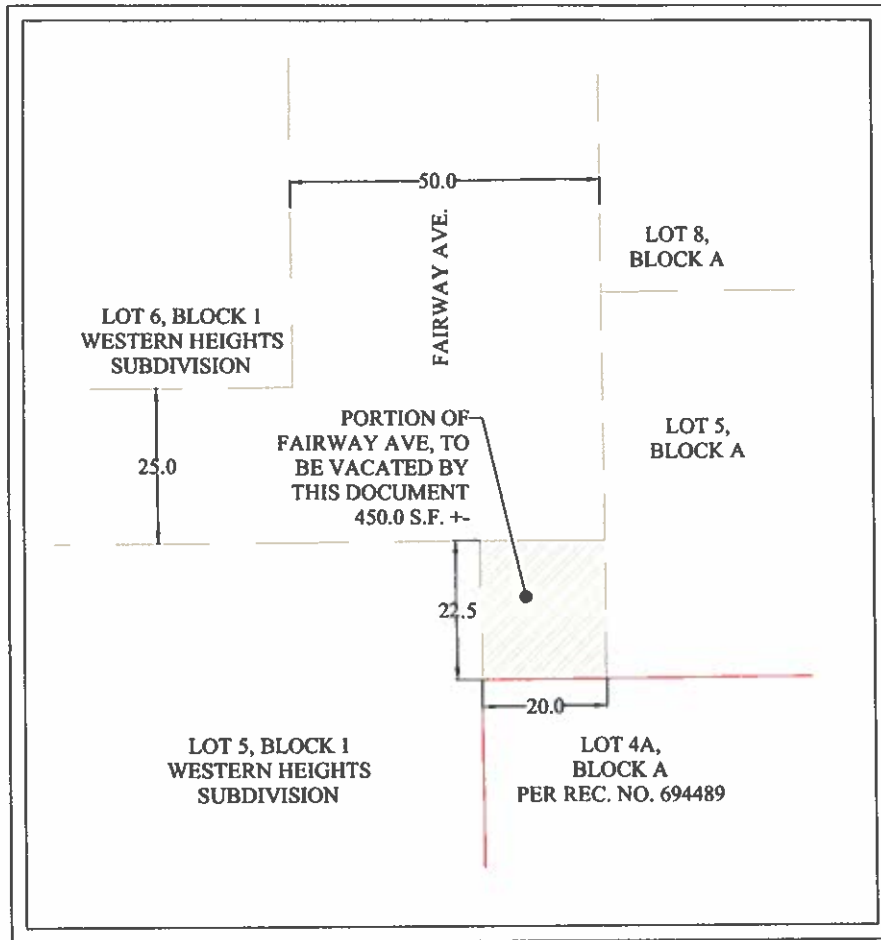 50.0
FAIRWAY AVE.
LOT 8,
BLOCK A
LOT 6, BLOCK 1
WESTERN HEIGHTS
SUBDIVISION
25.0
PORTION OF
FAIRWAY AVE, TO
BE VACATED BY
THIS DOCUMENT
450.0 S.F. +-
LOT 5,
BLOCK A
22.5
20.0
LOT 5, BLOCK 1
WESTERN HEIGHTS
SUBDIVISION
LOT 4A,
BLOCK A
PER REC. NO. 694489